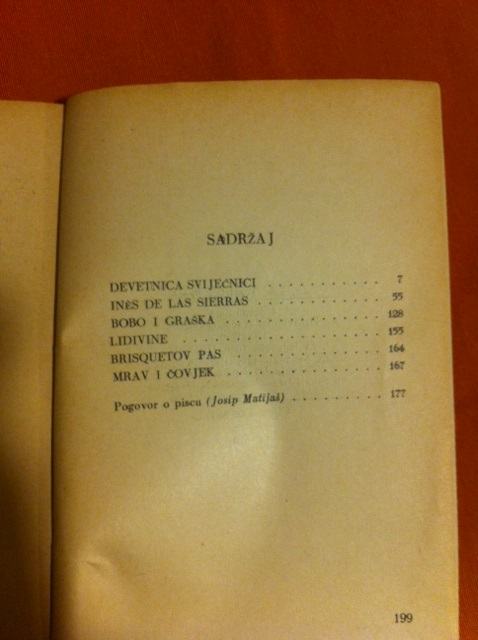 SADRŽAJ
DEVETNICA SVIJEĆNICI . . . . . . . . . . . 7
INÈS DE LAS SIERRAS . . . . . . . . . . . 55
BOBO I GRAŠKA . . . . . . . . . . . . . . 128
LIDIVINE . . . . . . . . . . . . . . . . . 155
BRISQUETOV PAS . . . . . . . . . . . . . 164
MRAV I ČOVJEK . . . . . . . . . . . . . . 167
Pogovor o piscu (Josip Matijaš) . . . . . . . . . 177
199